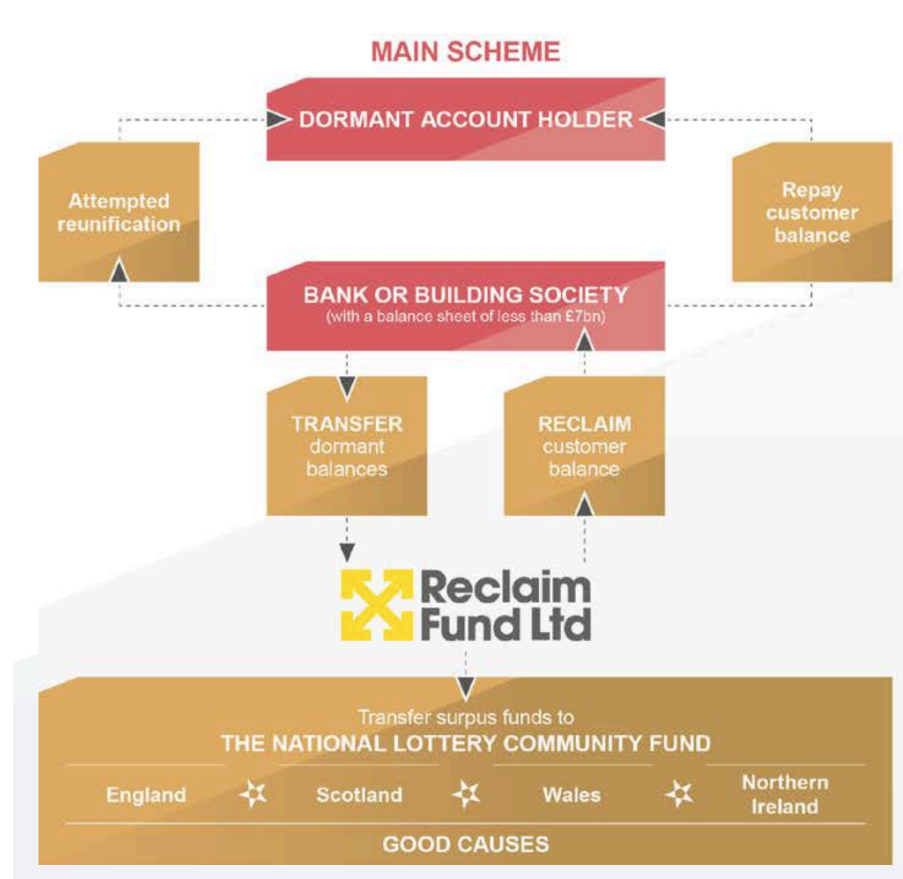 MAIN SCHEME
DORMANT ACCOUNT HOLDER
Attempted
reunification
Repay
customer
balance
BANK OR BUILDING SOCIETY
(with a balance sheet of less than £7bn)
TRANSFER
dormant
balances
RECLAIM
customer
balance
Reclaim
Fund Ltd
Transfer surpus funds to
THE NATIONAL LOTTERY COMMUNITY FUND
England
Scotland
Wales
Northern
Ireland
GOOD CAUSES